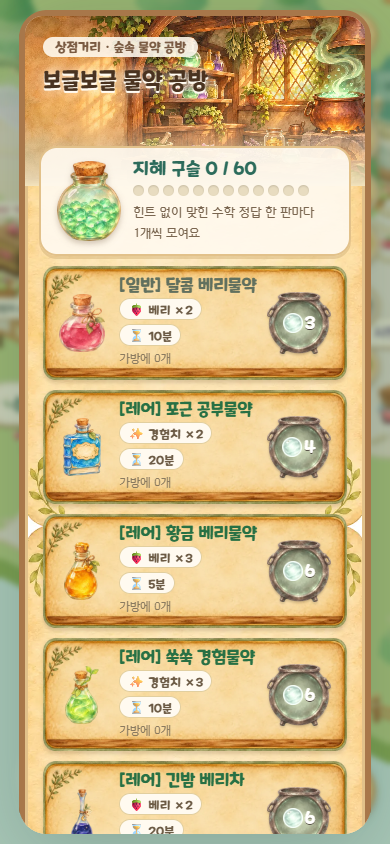 상점거리 · 숲속 물약 공방
보글보글 물약 공방
지혜 구슬 0 / 60
힌트 없이 맞힌 수학 정답 한 판마다
1개씩 모여요
[일반] 달콤 베리물약
베리 ×2
10분
가방에 0개
3
[레어] 포근 공부물약
경험치 ×2
20분
가방에 0개
4
[레어] 황금 베리물약
베리 ×3
5분
가방에 0개
6
[레어] 쑥쑥 경험물약
경험치 ×3
10분
가방에 0개
6
[레어] 긴밤 베리차
베리 ×2
20분
6